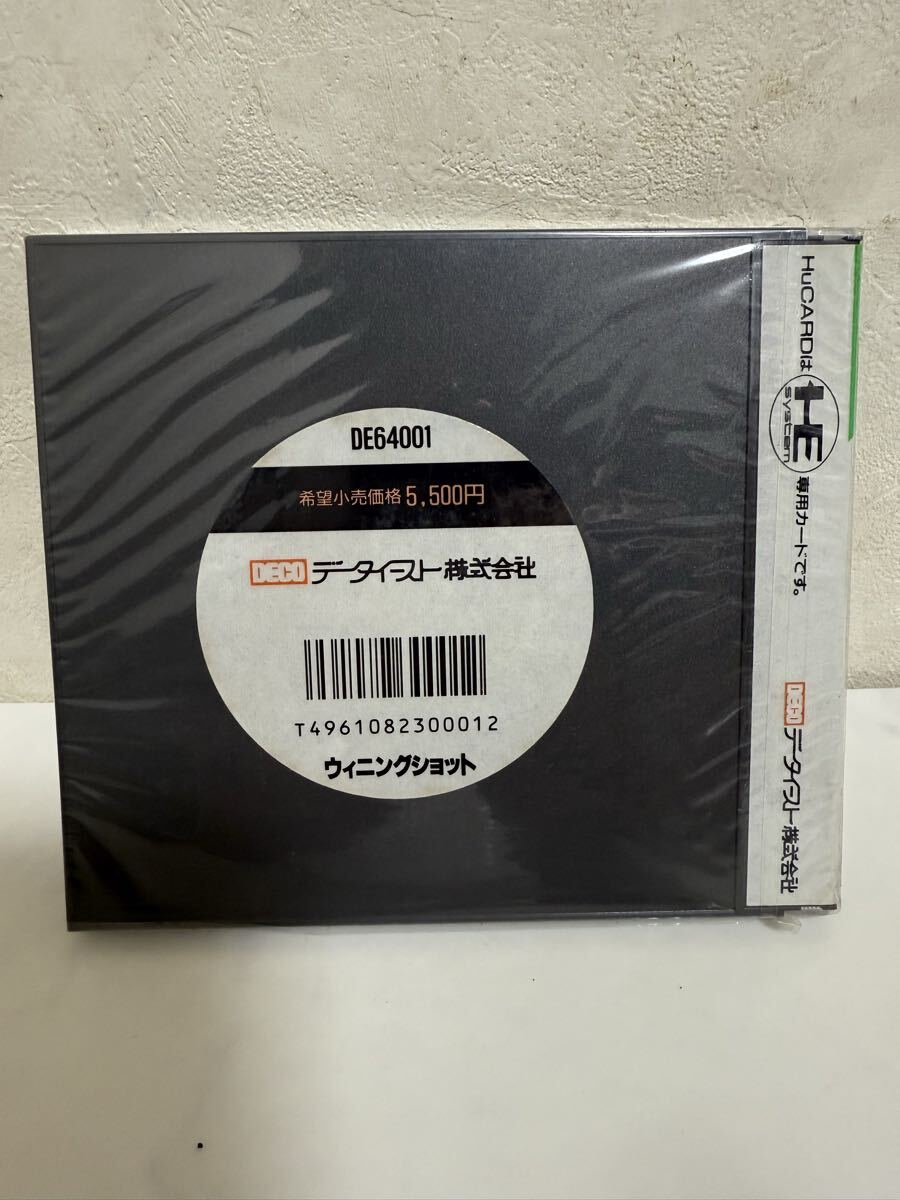 DE64001
希望小売価格 5,500円
DECO データイースト株式会社
T4961082300012
ウィニングショット
HuCARDは HE system 専用カードです。
DECO データイースト株式会社